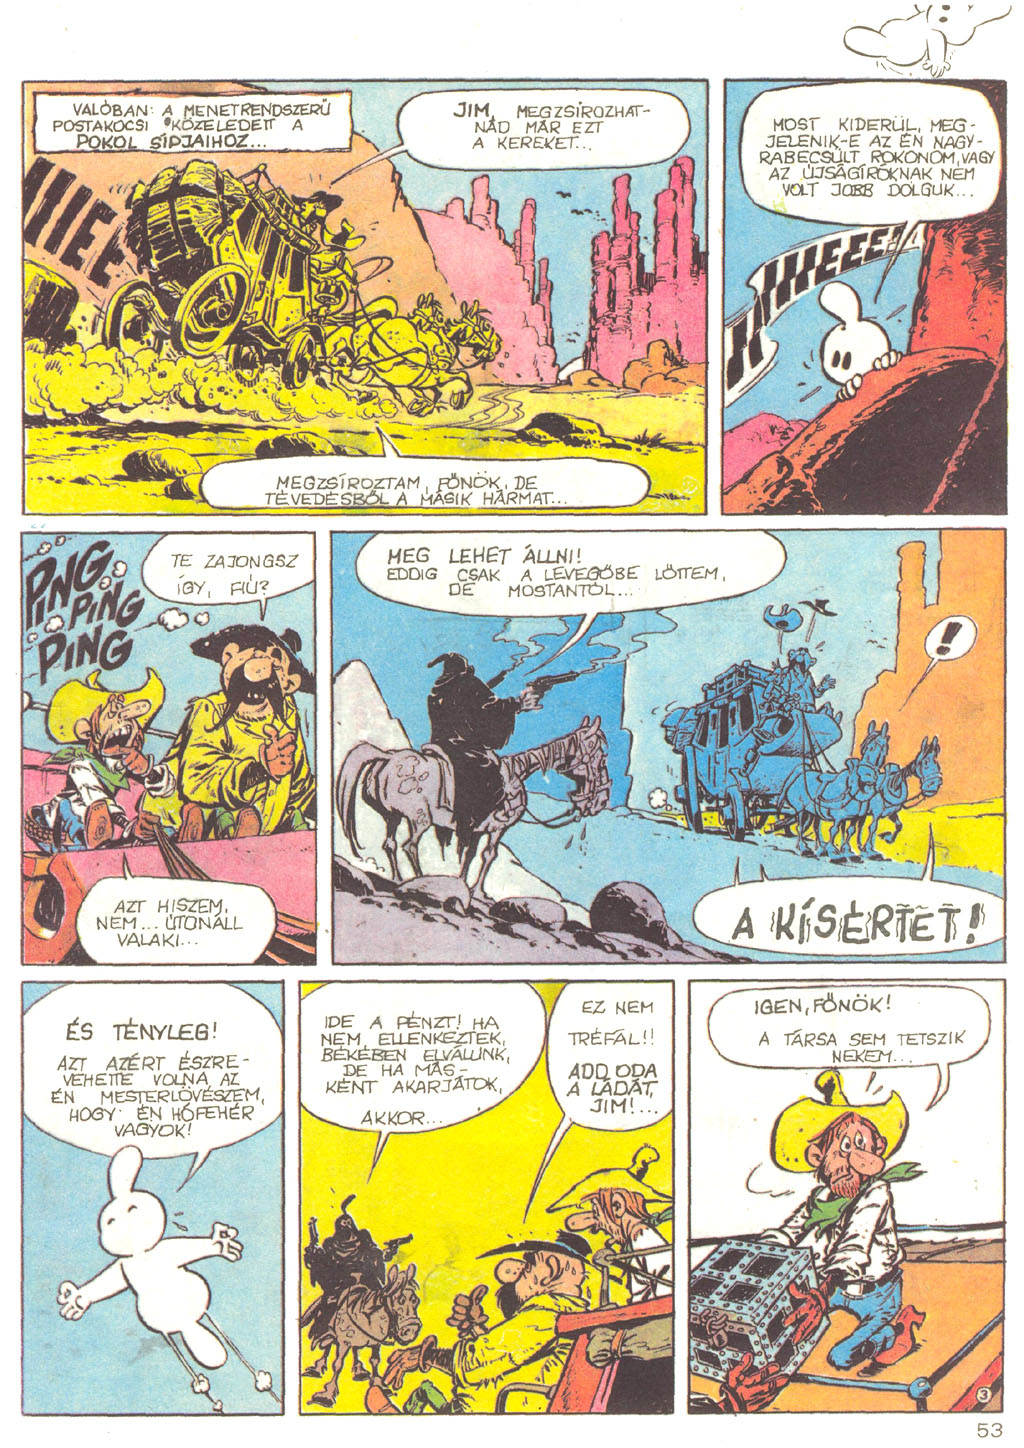 VALÓBAN: A MENETRENDSZERŰ
POSTAKOCSI KÖZELEDETT A
POKOL SÍPJAIHOZ...
JIM, MEGZSÍROZHAT-
NÁD MÁR EZT
A KEREKET...
MEGZSÍROZTAM, FŐNÖK, DE
TÉVEDÉSBŐL A MÁSIK HÁRMAT...
MOST KIDERÜL, MEG-
JELENIK-E AZ ÉN NAGY-
RABECSÜLT ROKONOM, VAGY
AZ ÚJSÁGÍRÓKNAK NEM
VOLT JOBB DOLGUK...
PING
PING
PING
TE ZAJONGSZ
ÍGY, FIÚ?
AZT HISZEM,
NEM... ÚTONÁLL
VALAKI...
MEG LEHET ÁLLNI!
EDDIG CSAK A LEVEGŐBE LŐTTEM,
DE MOSTANTÓL...
!
A KÍSÉRTET!
ÉS TÉNYLEG!
AZT AZÉRT ÉSZRE-
VEHETTE VOLNA AZ
ÉN MESTERLÖVÉSZEM,
HOGY ÉN HÓFEHÉR
VAGYOK!
IDE A PÉNZT! HA
NEM ELLENKEZTEK,
BÉKÉBEN ELVÁLUNK,
DE HA MÁS-
KÉNT AKARJÁTOK,
AKKOR...
EZ NEM
TRÉFÁL!!
ADD ODA
A LÁDÁT,
JIM!...
IGEN, FŐNÖK!
A TÁRSA SEM TETSZIK
NEKEM...
3
53